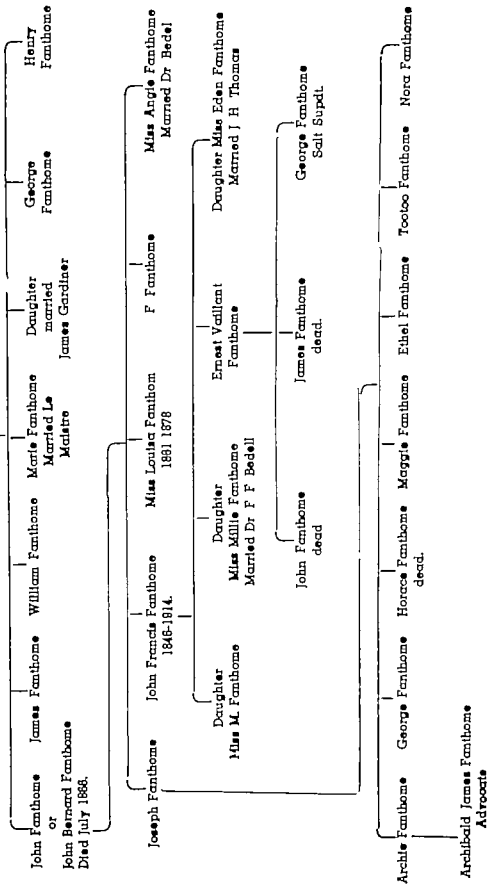 John Fanthome
or
John Bernard Fanthome
Died July 1868.
James Fanthome
William Fanthome
Marie Fanthome
Married Le
Maistre
Daughter
married
James Gardiner
George
Fanthome
Henry
Fanthome
Joseph Fanthome
John Francis Fanthome
1846-1914.
Miss Louisa Fanthom
1881 1878
F Fanthome
Miss Angie Fanthome
Married Dr Bedel
Daughter
Miss M. Fanthome
Daughter
Miss Millie Fanthome
Married Dr F F Bedell
Ernest Vaillant
Fanthome
Daughter Miss Eden Fanthome
Married J H Thomas
John Fanthome
dead
James Fanthome
dead.
George Fanthome
Salt Supdt.
Archie Fanthome
George Fanthome
Horace Fanthome
dead.
Maggie Fanthome
Ethel Fanthome
Tootoo Fanthome
Nora Fanthome
Archibald James Fanthome
Advocate